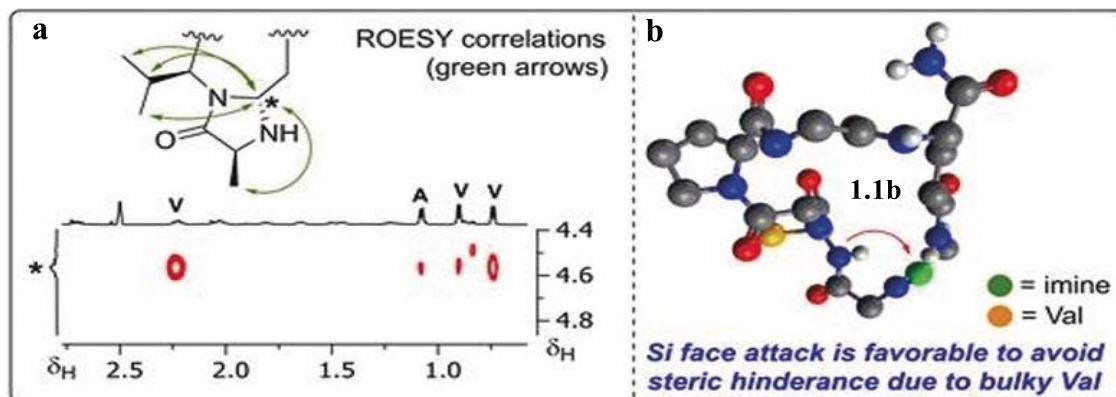 a
ROESY correlations
(green arrows)
N
*
O
NH
V
A
V
V
*
4.4
4.6
4.8
δH
2.5
2.0
1.5
1.0
δH
b
1.1b
= imine
= Val
Si face attack is favorable to avoid
steric hinderance due to bulky Val